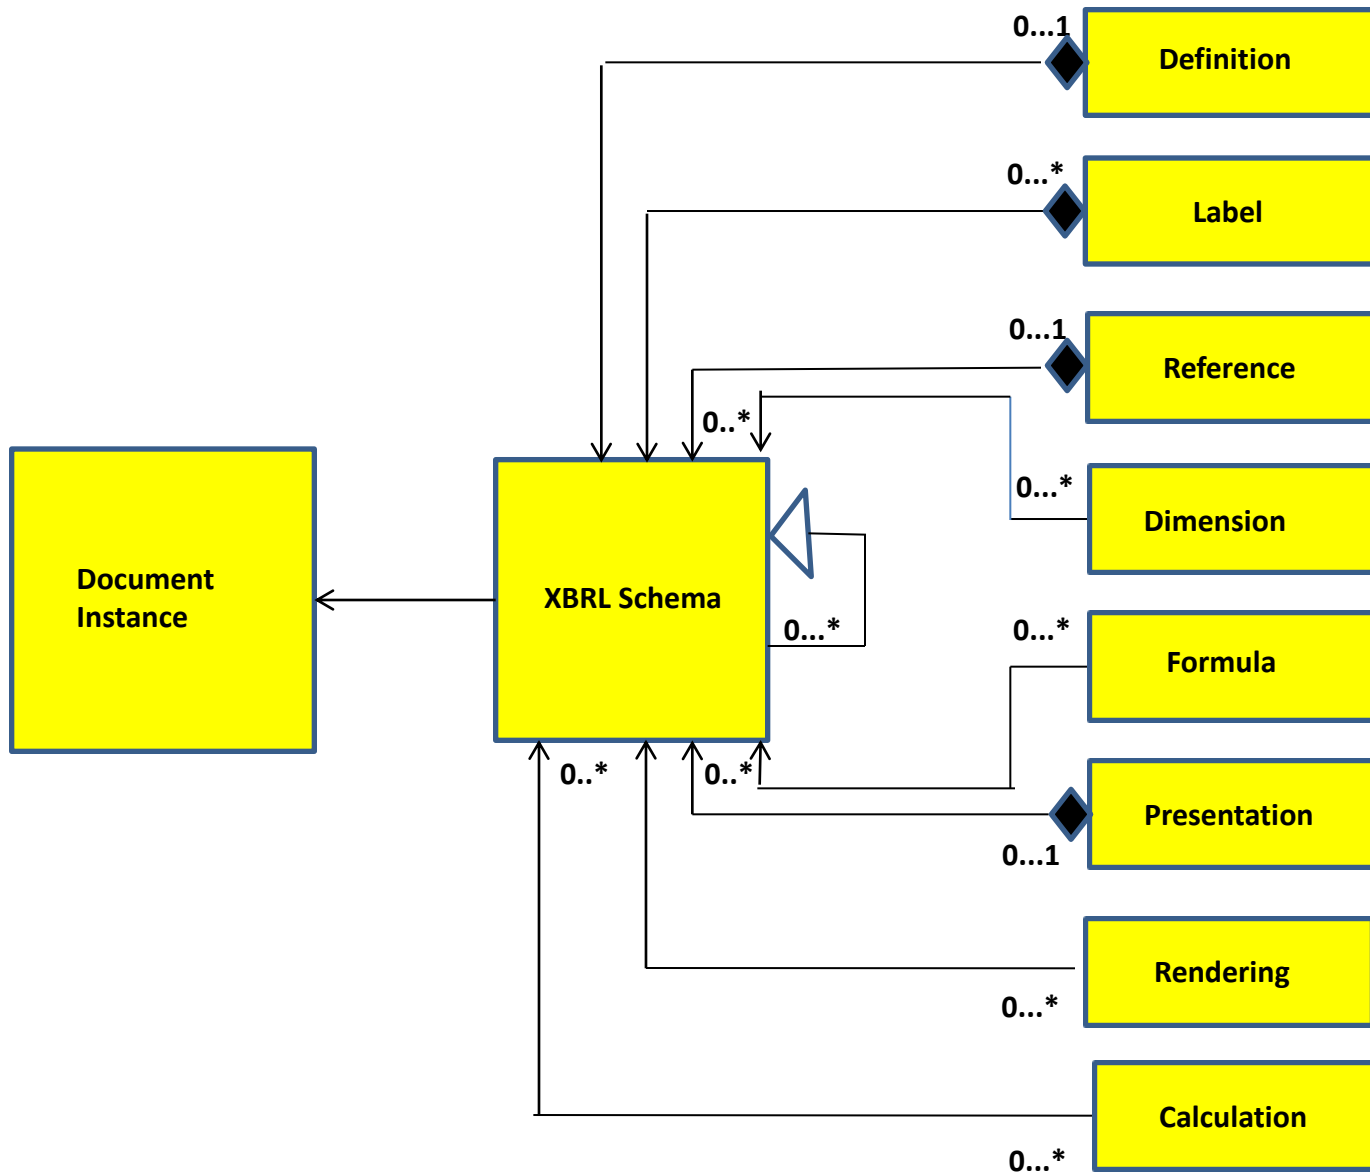 0...1
Definition
0...*
Label
0...1
Reference
0..*
0...*
Dimension
Document
Instance
XBRL Schema
0...*
0...*
Formula
0..*
0..*
Presentation
0...1
Rendering
0...*
Calculation
0...*